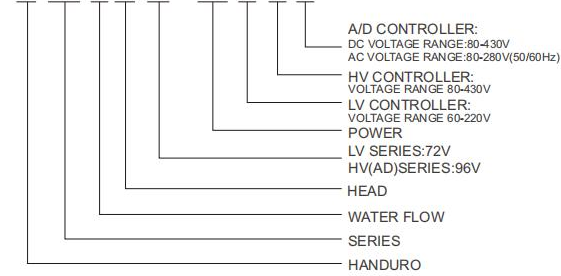 A/D CONTROLLER:
DC VOLTAGE RANGE:80-430V
AC VOLTAGE RANGE:80-280V(50/60Hz)
HV CONTROLLER:
VOLTAGE RANGE 80-430V
LV CONTROLLER:
VOLTAGE RANGE 60-220V
POWER
LV SERIES:72V
HV(AD)SERIES:96V
HEAD
WATER FLOW
SERIES
HANDURO